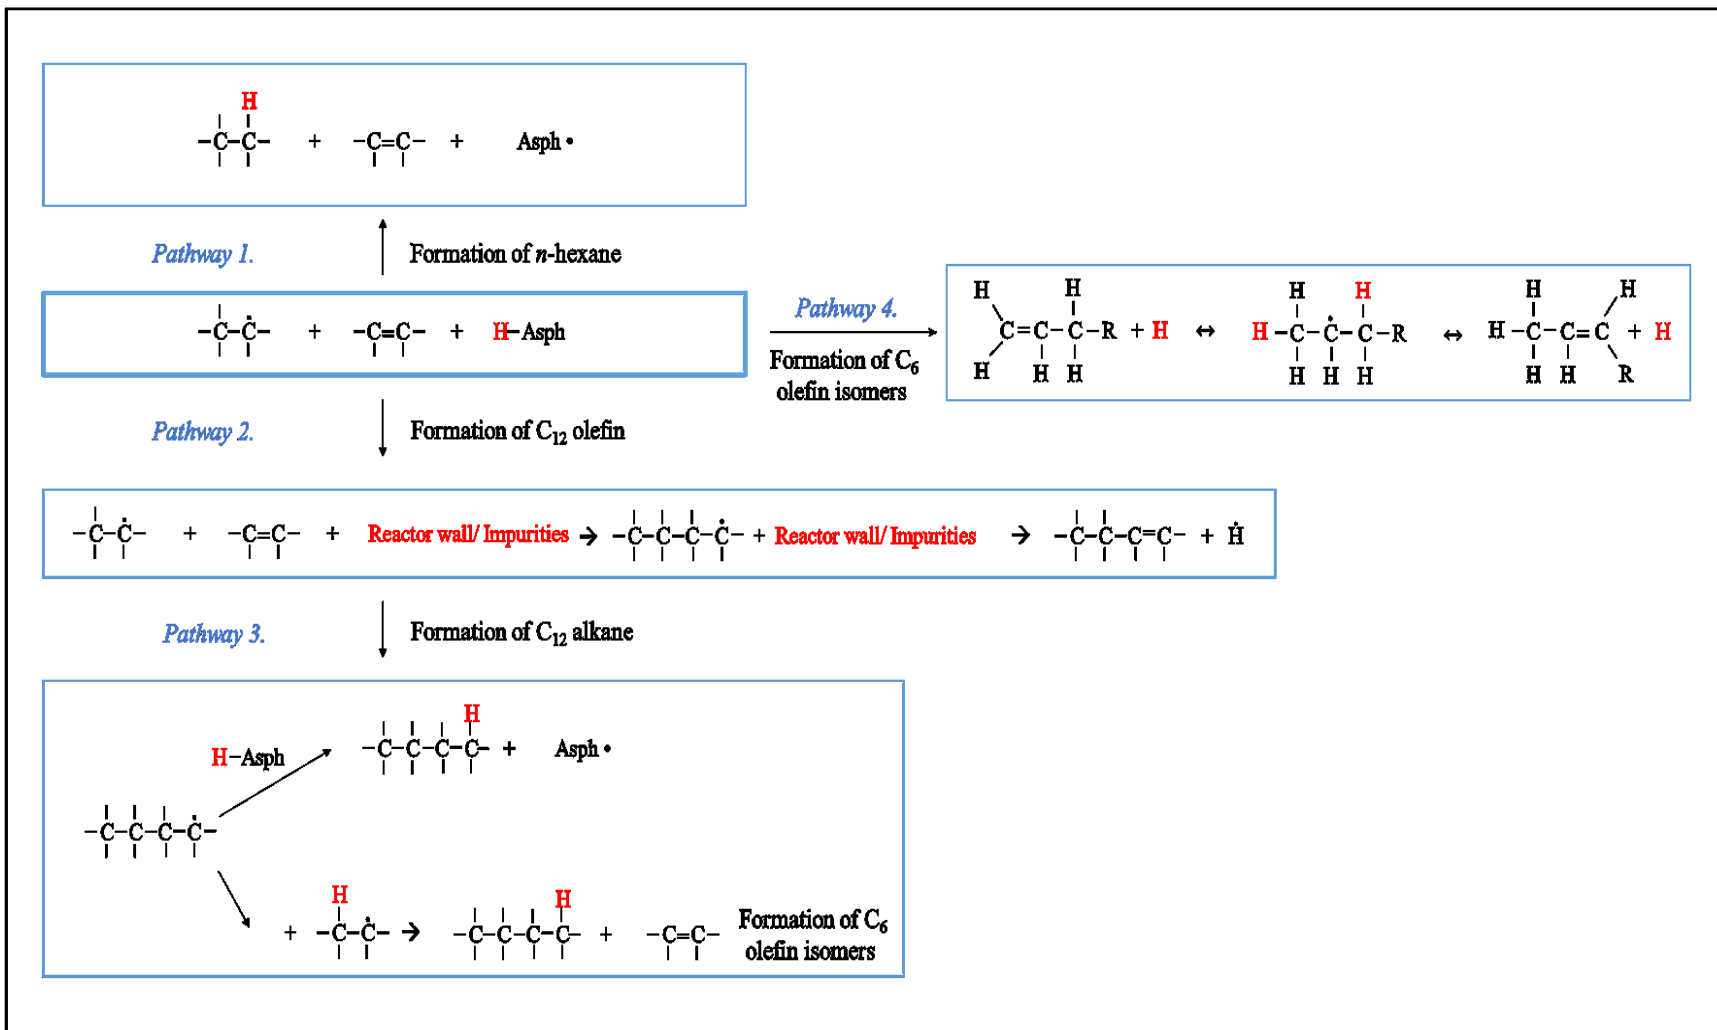 H
–C–C– + –C=C– + Asph •
Pathway 1.
Formation of n-hexane
–C–Ċ– + –C=C– + H–Asph
Pathway 4.
Formation of C₆
olefin isomers
H H
C=C–C–R + H
H H H
↔
H H
H–C–Ċ–C–R
H H H
↔
H H
H–C–C=C + H
H H R
Pathway 2.
Formation of C₁₂ olefin
–C–Ċ– + –C=C– + Reactor wall/ Impurities → –C–C–C–Ċ– + Reactor wall/ Impurities → –C–C–C=C– + Ḣ
Pathway 3.
Formation of C₁₂ alkane
H
H–Asph
–C–C–C–C– + Asph •
–C–C–C–Ċ–
H H
+ –C–Ċ– → –C–C–C–C– + –C=C–
Formation of C₆
olefin isomers